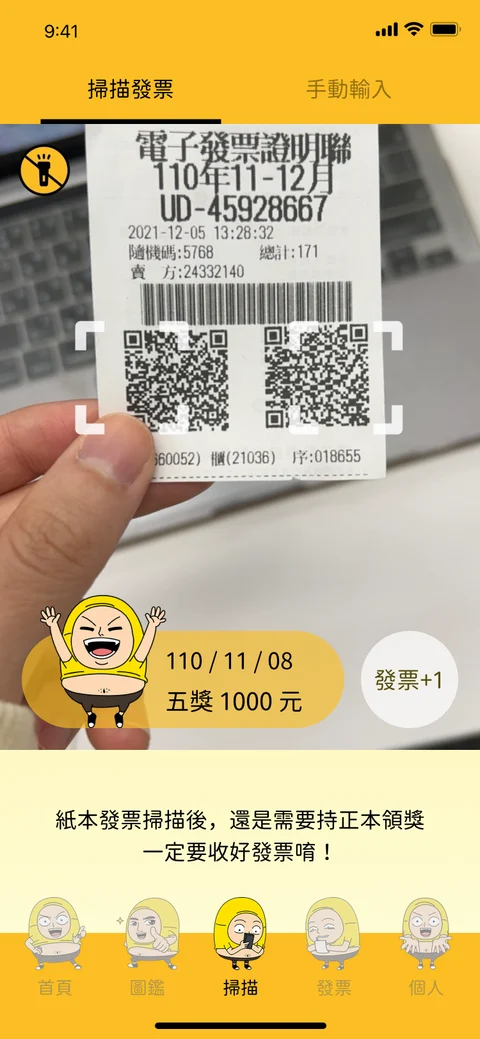 9:41
掃描發票
手動輸入
電子發票證明聯
110年11-12月
UD-45928667
2021-12-05 13:28:32
隨機碼:5768 總計:171
賣 方:24332140
660052) 櫃(21036) 序:018655
110 / 11 / 08
五獎 1000 元
發票+1
紙本發票掃描後，還是需要持正本領獎
一定要收好發票唷！
首頁
圖鑑
掃描
發票
個人